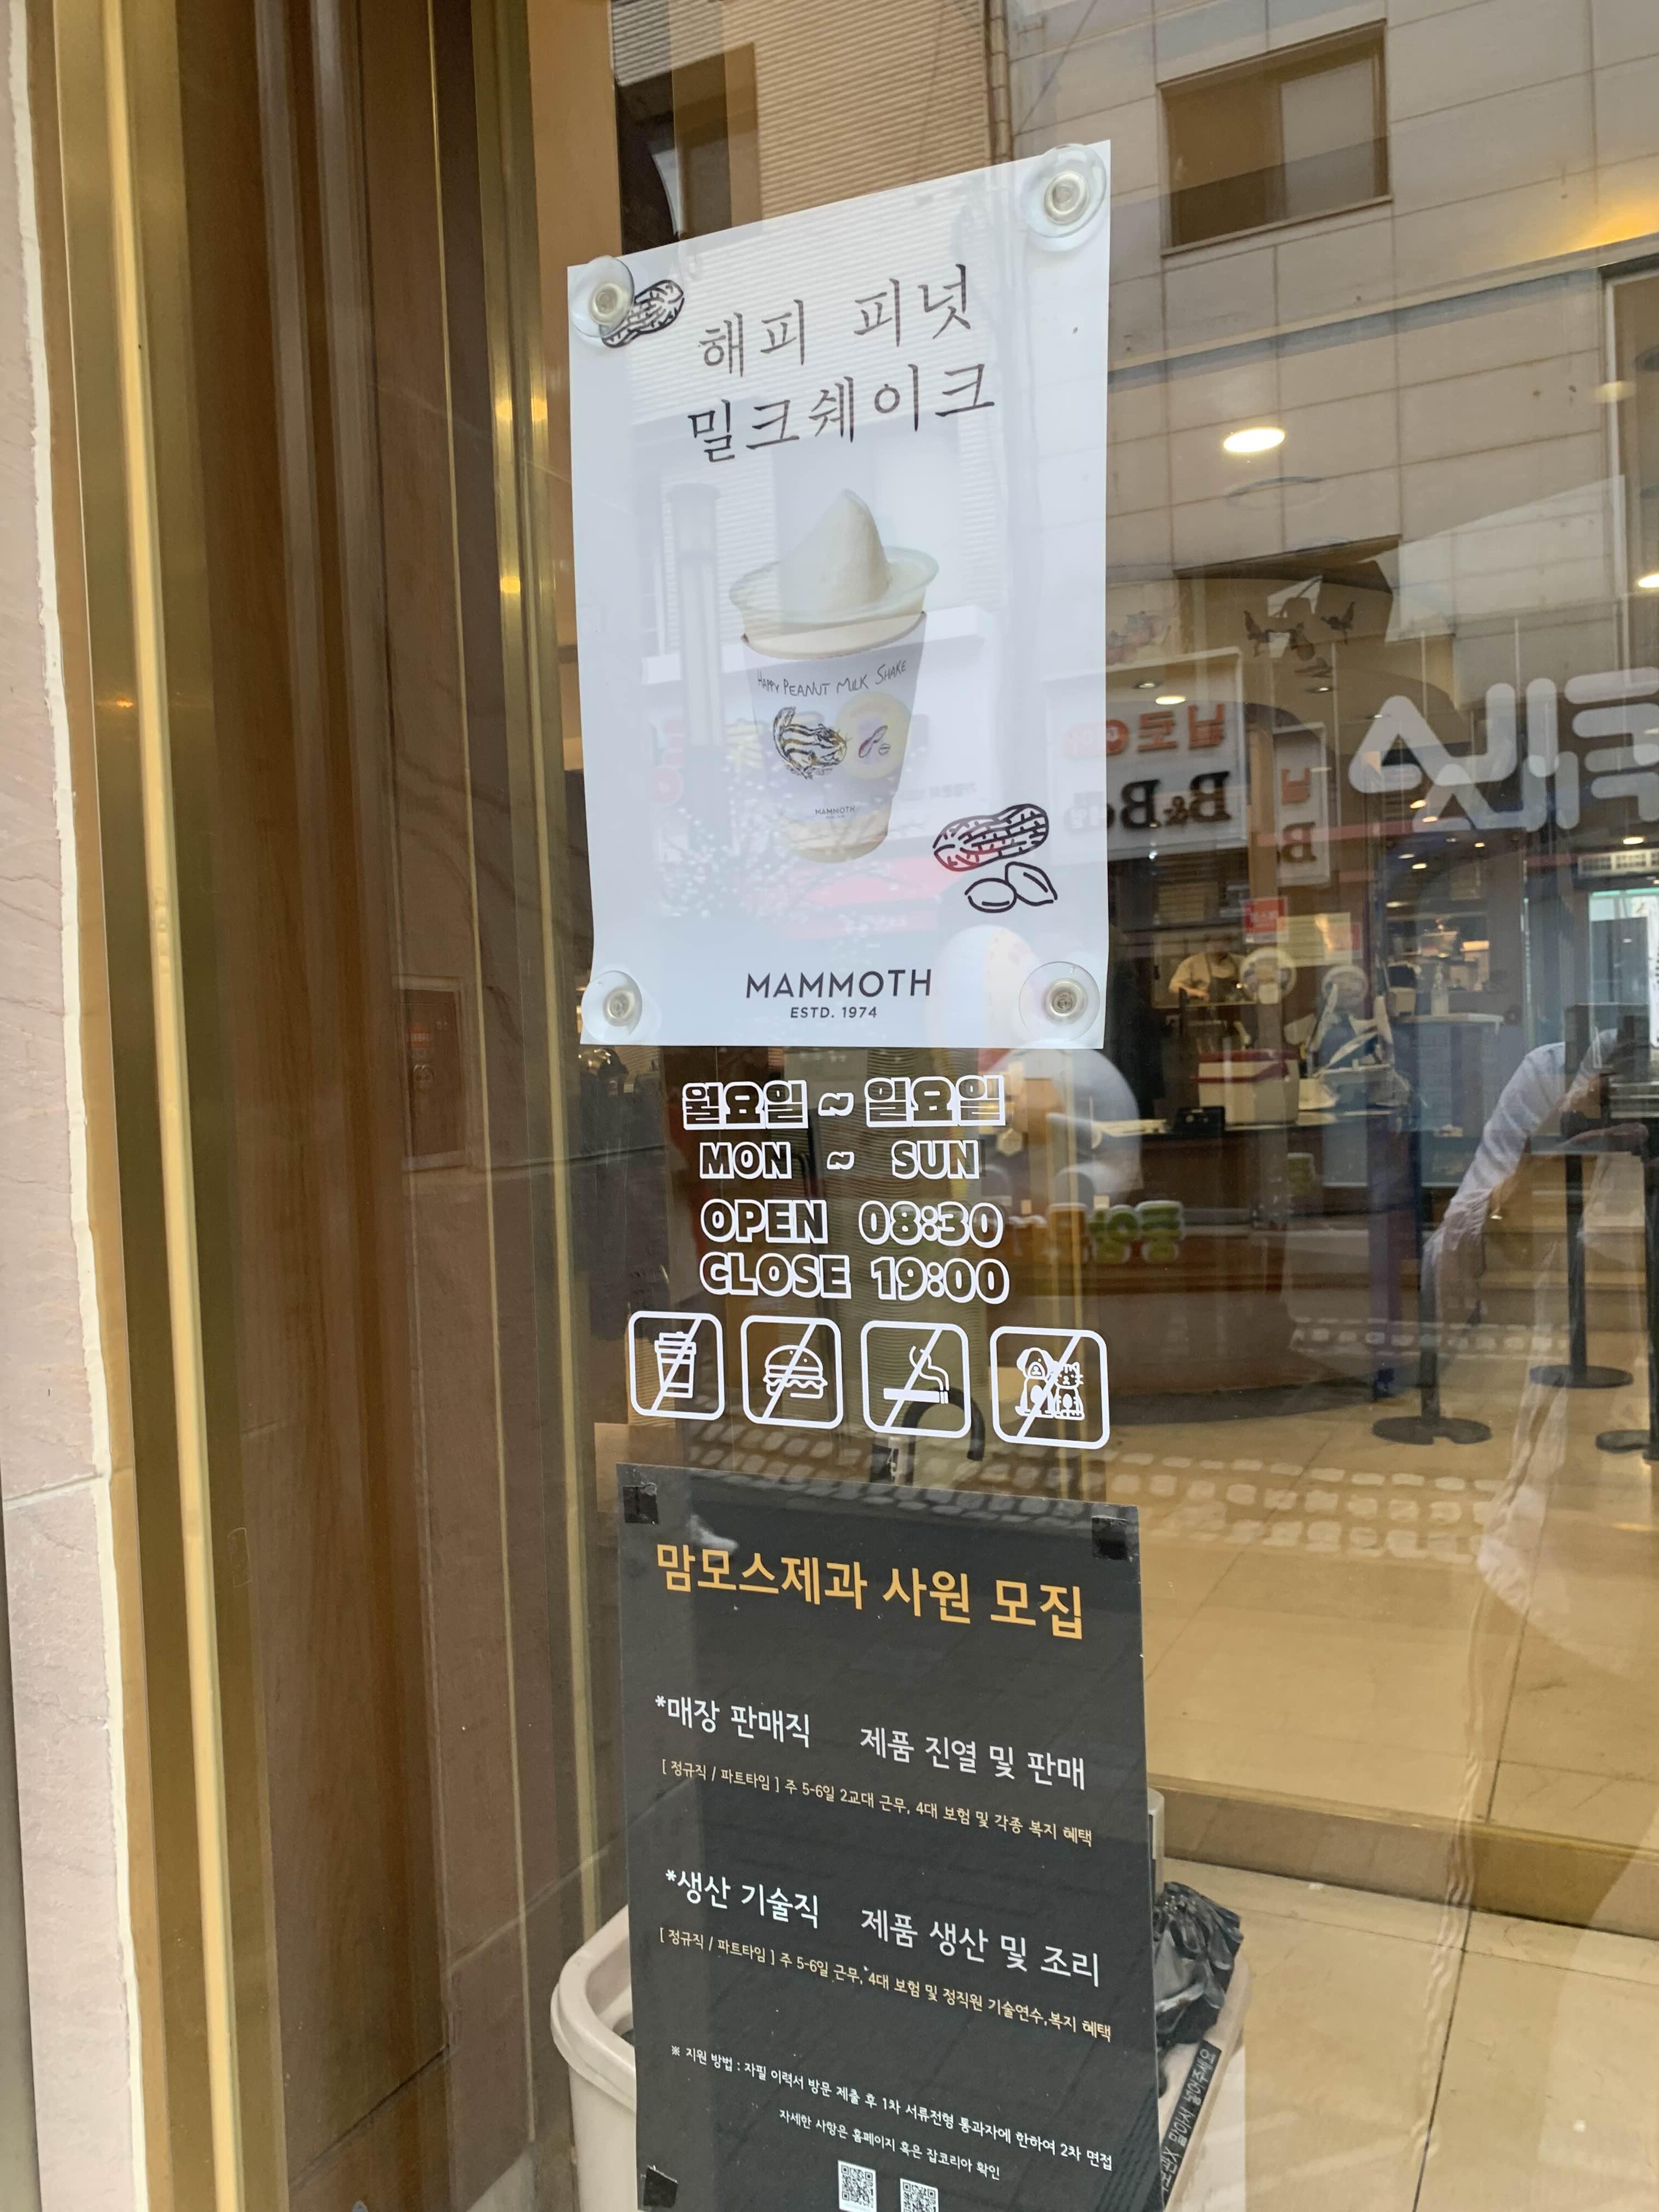 해피 피넛
밀크쉐이크
HAPPY PEANUT MILK SHAKE
MAMMOTH
MAMMOTH
ESTD. 1974
월요일 ~ 일요일
MON ~ SUN
OPEN 08:30
CLOSE 19:00
맘모스제과 사원 모집
*매장 판매직 제품 진열 및 판매
[ 정규직 / 파트타임 ] 주 5-6일 2교대 근무, 4대 보험 및 각종 복지 혜택
*생산 기술직 제품 생산 및 조리
[ 정규직 / 파트타임 ] 주 5-6일 근무, 4대 보험 및 정직원 기술연수,복지 혜택
※ 지원 방법 : 자필 이력서 방문 제출 후 1차 서류전형 통과자에 한하여 2차 면접
자세한 사항은 홈페이지 혹은 잡코리아 확인
B&B